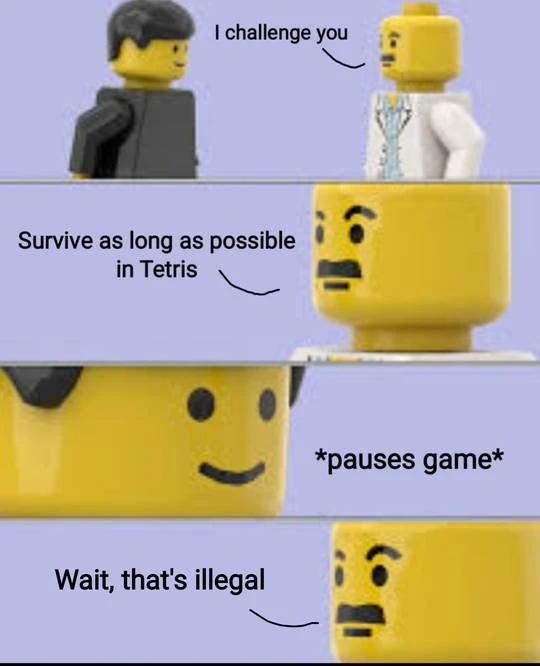 I challenge you
Survive as long as possible
in Tetris
*pauses game*
Wait, that's illegal